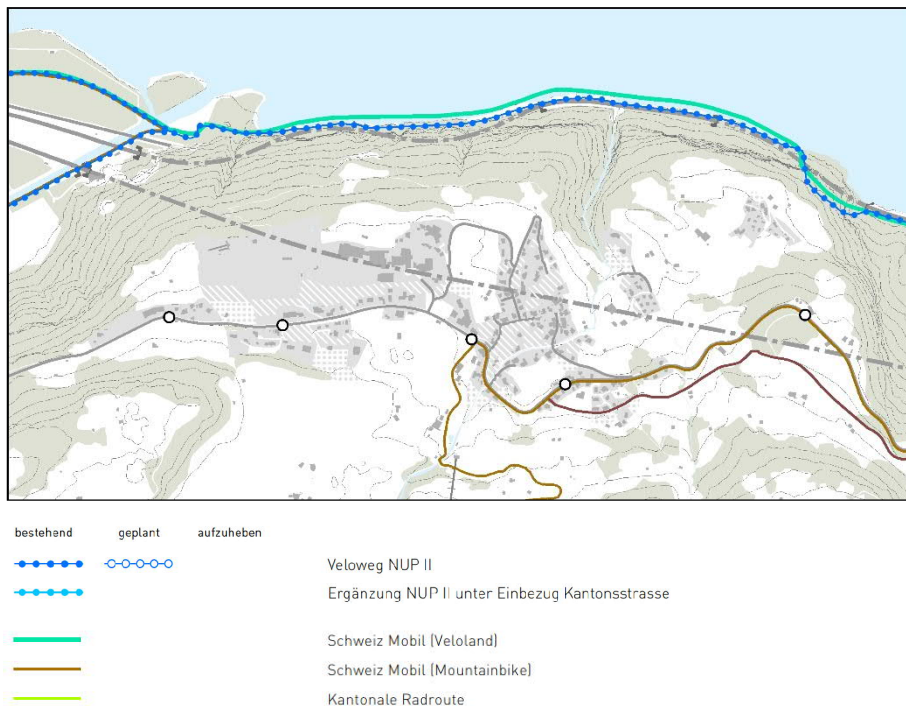 bestehend geplant aufzuheben
Veloweg NUP II
Ergänzung NUP II unter Einbezug Kantonsstrasse
Schweiz Mobil (Veloland)
Schweiz Mobil (Mountainbike)
Kantonale Radroute